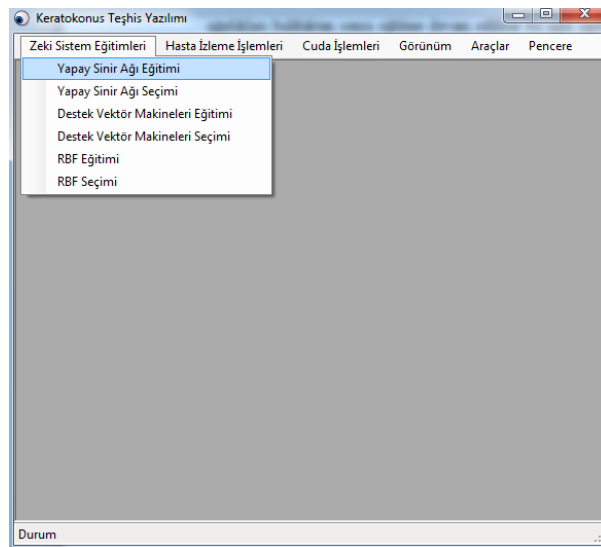 Keratokonus Teşhis Yazılımı
Zeki Sistem Eğitimleri Hasta İzleme İşlemleri Cuda İşlemleri Görünüm Araçlar Pencere
Yapay Sinir Ağı Eğitimi
Yapay Sinir Ağı Seçimi
Destek Vektör Makineleri Eğitimi
Destek Vektör Makineleri Seçimi
RBF Eğitimi
RBF Seçimi
Durum